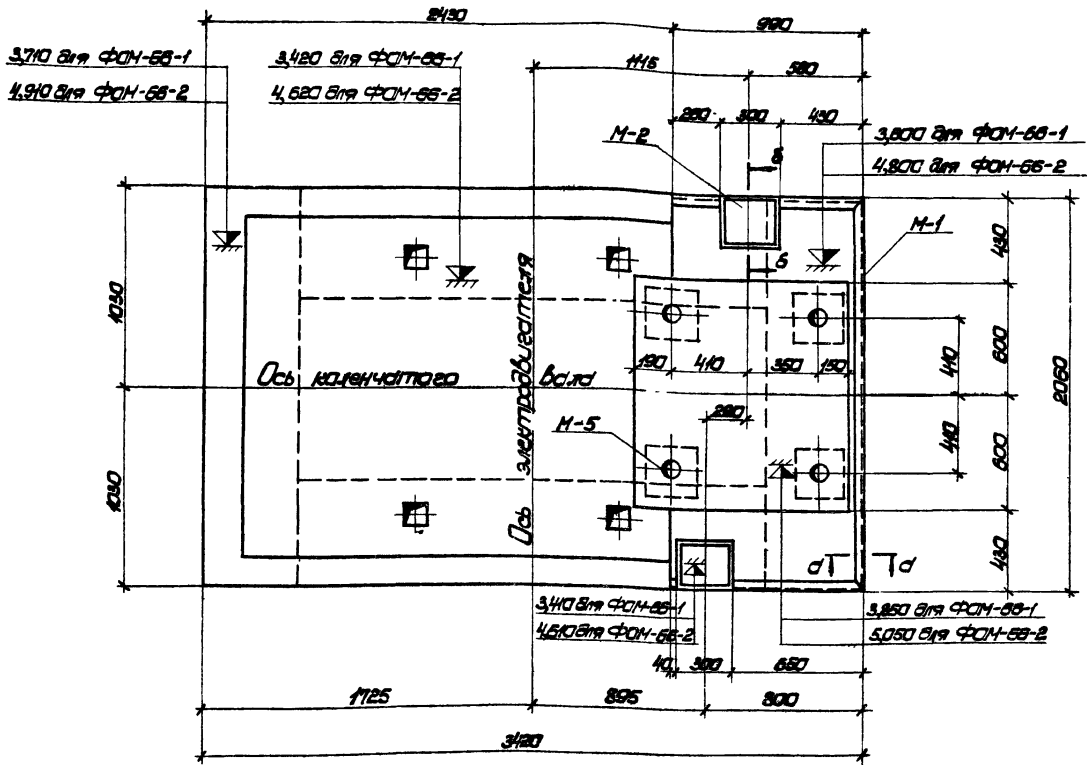 2430
990
3,710 для ФОМ-66-1
4,910 для ФОМ-66-2
3,420 для ФОМ-66-1
4,620 для ФОМ-66-2
1115
580
260
300
430
М-2
3,600 для ФОМ-66-1
4,800 для ФОМ-66-2
б
б
М-1
430
1030
600
410
2060
190
410
350
150
Ось коленчатого вала
Ось электродвигателя
280
М-5
410
600
1030
430
d
d
3,410 для ФОМ-66-1
4,610 для ФОМ-66-2
3,850 для ФОМ-66-1
5,050 для ФОМ-66-2
40
300
650
1725
895
800
3420